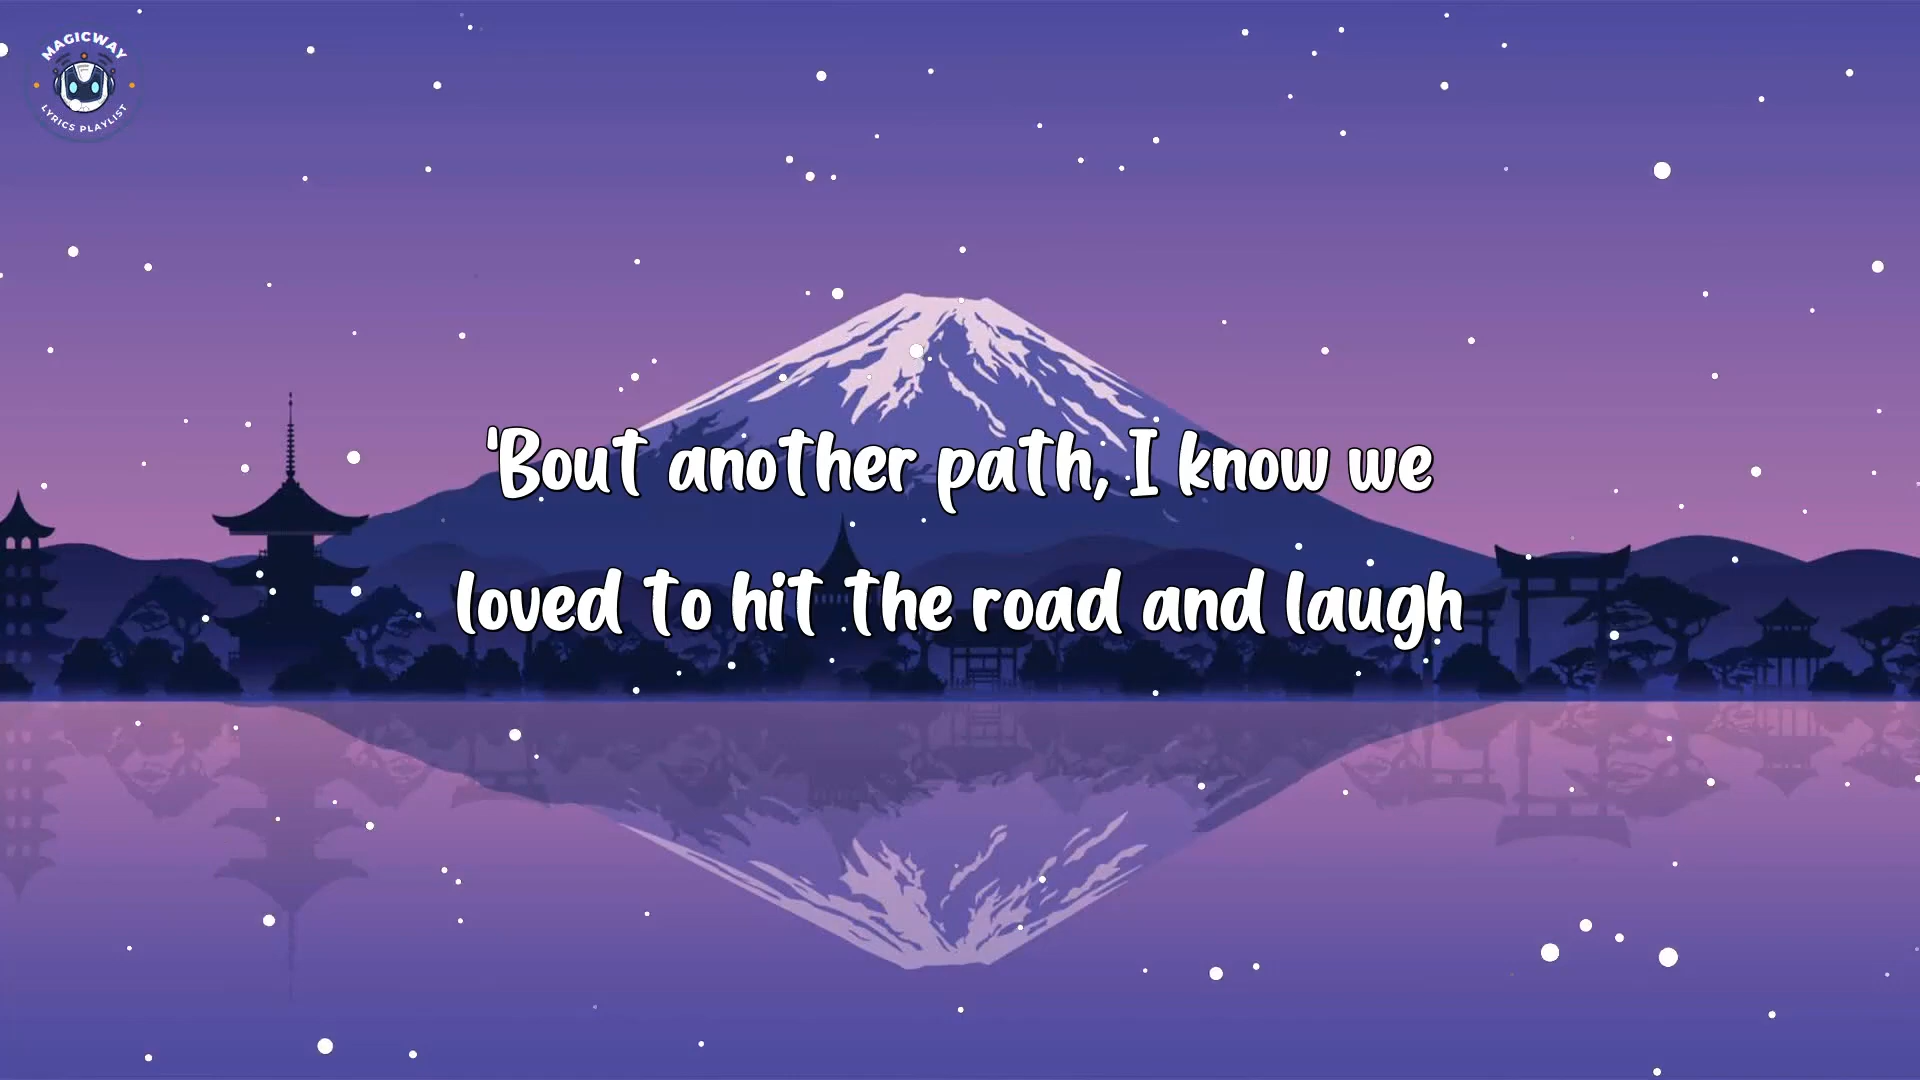 MAGICWAY
LYRICS PLAYLIST
'Bout another path, I know we
loved to hit the road and laugh